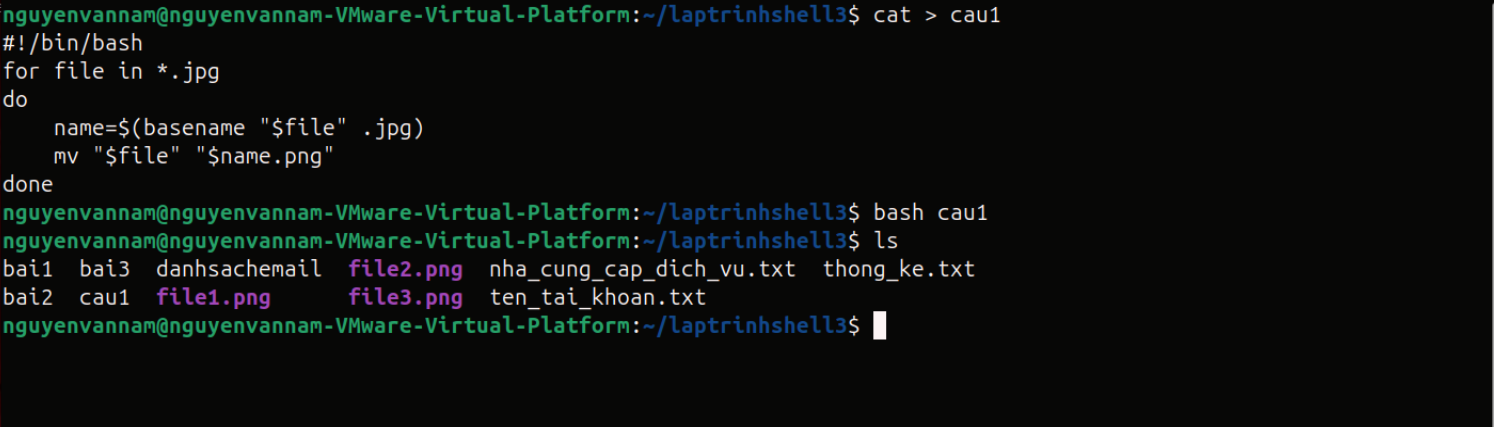 nguyenvannam@nguyenvannam-VMware-Virtual-Platform:~/laptrinhshell3$ cat > cau1
#!/bin/bash
for file in *.jpg
do
    name=$(basename "$file" .jpg)
    mv "$file" "$name.png"
done
nguyenvannam@nguyenvannam-VMware-Virtual-Platform:~/laptrinhshell3$ bash cau1
nguyenvannam@nguyenvannam-VMware-Virtual-Platform:~/laptrinhshell3$ ls
bai1  bai3  danhsachemail  file2.png  nha_cung_cap_dich_vu.txt  thong_ke.txt
bai2  cau1  file1.png      file3.png  ten_tai_khoan.txt
nguyenvannam@nguyenvannam-VMware-Virtual-Platform:~/laptrinhshell3$